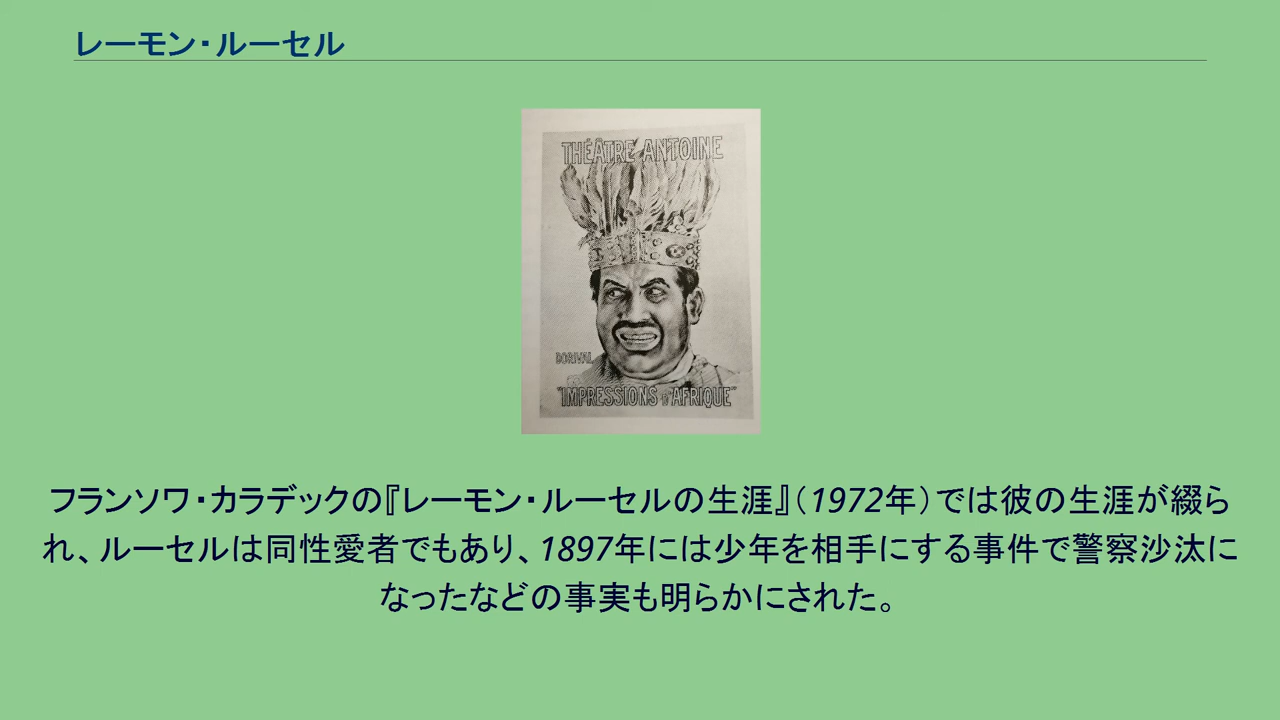 レーモン・ルーセル
THÉÂTRE ANTOINE
DORIVAL
"IMPRESSIONS D'AFRIQUE"
フランソワ・カラデックの『レーモン・ルーセルの生涯』（1972年）では彼の生涯が綴ら
れ、ルーセルは同性愛者でもあり、1897年には少年を相手にする事件で警察沙汰に
なったなどの事実も明らかにされた。